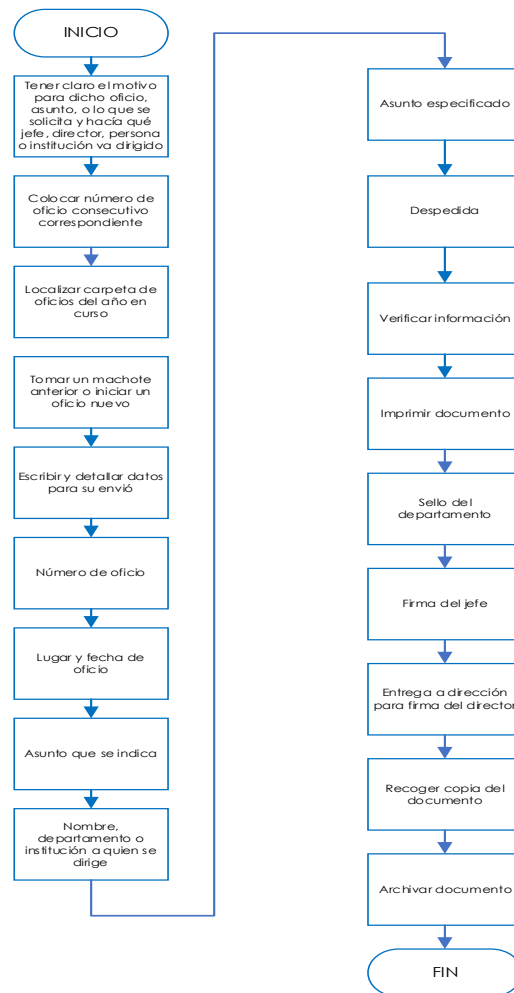 INICIO
Tener claro el motivo
para dicho oficio,
asunto, o lo que se
solicita y hacía qué
jefe, director, persona
o institución va dirigido
Colocar número de
oficio consecutivo
correspondiente
Localizar carpeta de
oficios del año en
curso
Tomar un machote
anterior o iniciar un
oficio nuevo
Escribir y detallar datos
para su envió
Número de oficio
Lugar y fecha de
oficio
Asunto que se indica
Nombre,
departamento o
institución a quien se
dirige
Asunto especificado
Despedida
Verificar información
Imprimir documento
Sello del
departamento
Firma del jefe
Entrega a dirección
para firma del director
Recoger copia del
documento
Archivar documento
FIN